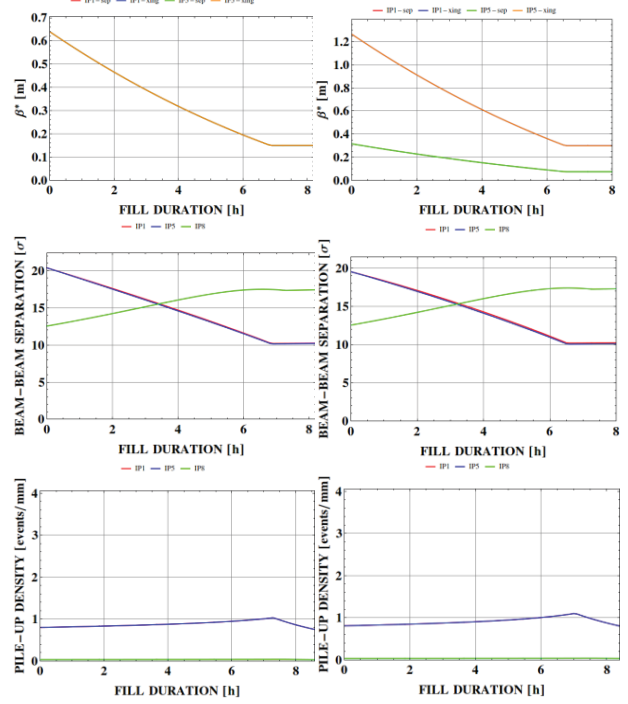 IP1-sep IP1-xing IP5-sep IP5-xing
0.7
0.6
0.5
0.4
0.3
0.2
0.1
0.0
β* [m]
0 2 4 6 8
FILL DURATION [h]
IP1-sep IP1-xing IP5-sep IP5-xing
1.2
1.0
0.8
0.6
0.4
0.2
0.0
β* [m]
0 2 4 6 8
FILL DURATION [h]
IP1 IP5 IP8
20
15
10
5
0
BEAM-BEAM SEPARATION [σ]
0 2 4 6 8
FILL DURATION [h]
IP1 IP5 IP8
20
15
10
5
0
BEAM-BEAM SEPARATION [σ]
0 2 4 6 8
FILL DURATION [h]
IP1 IP5 IP8
4
3
2
1
0
PILE-UP DENSITY [events/mm]
0 2 4 6 8
FILL DURATION [h]
IP1 IP5 IP8
4
3
2
1
0
PILE-UP DENSITY [events/mm]
0 2 4 6 8
FILL DURATION [h]